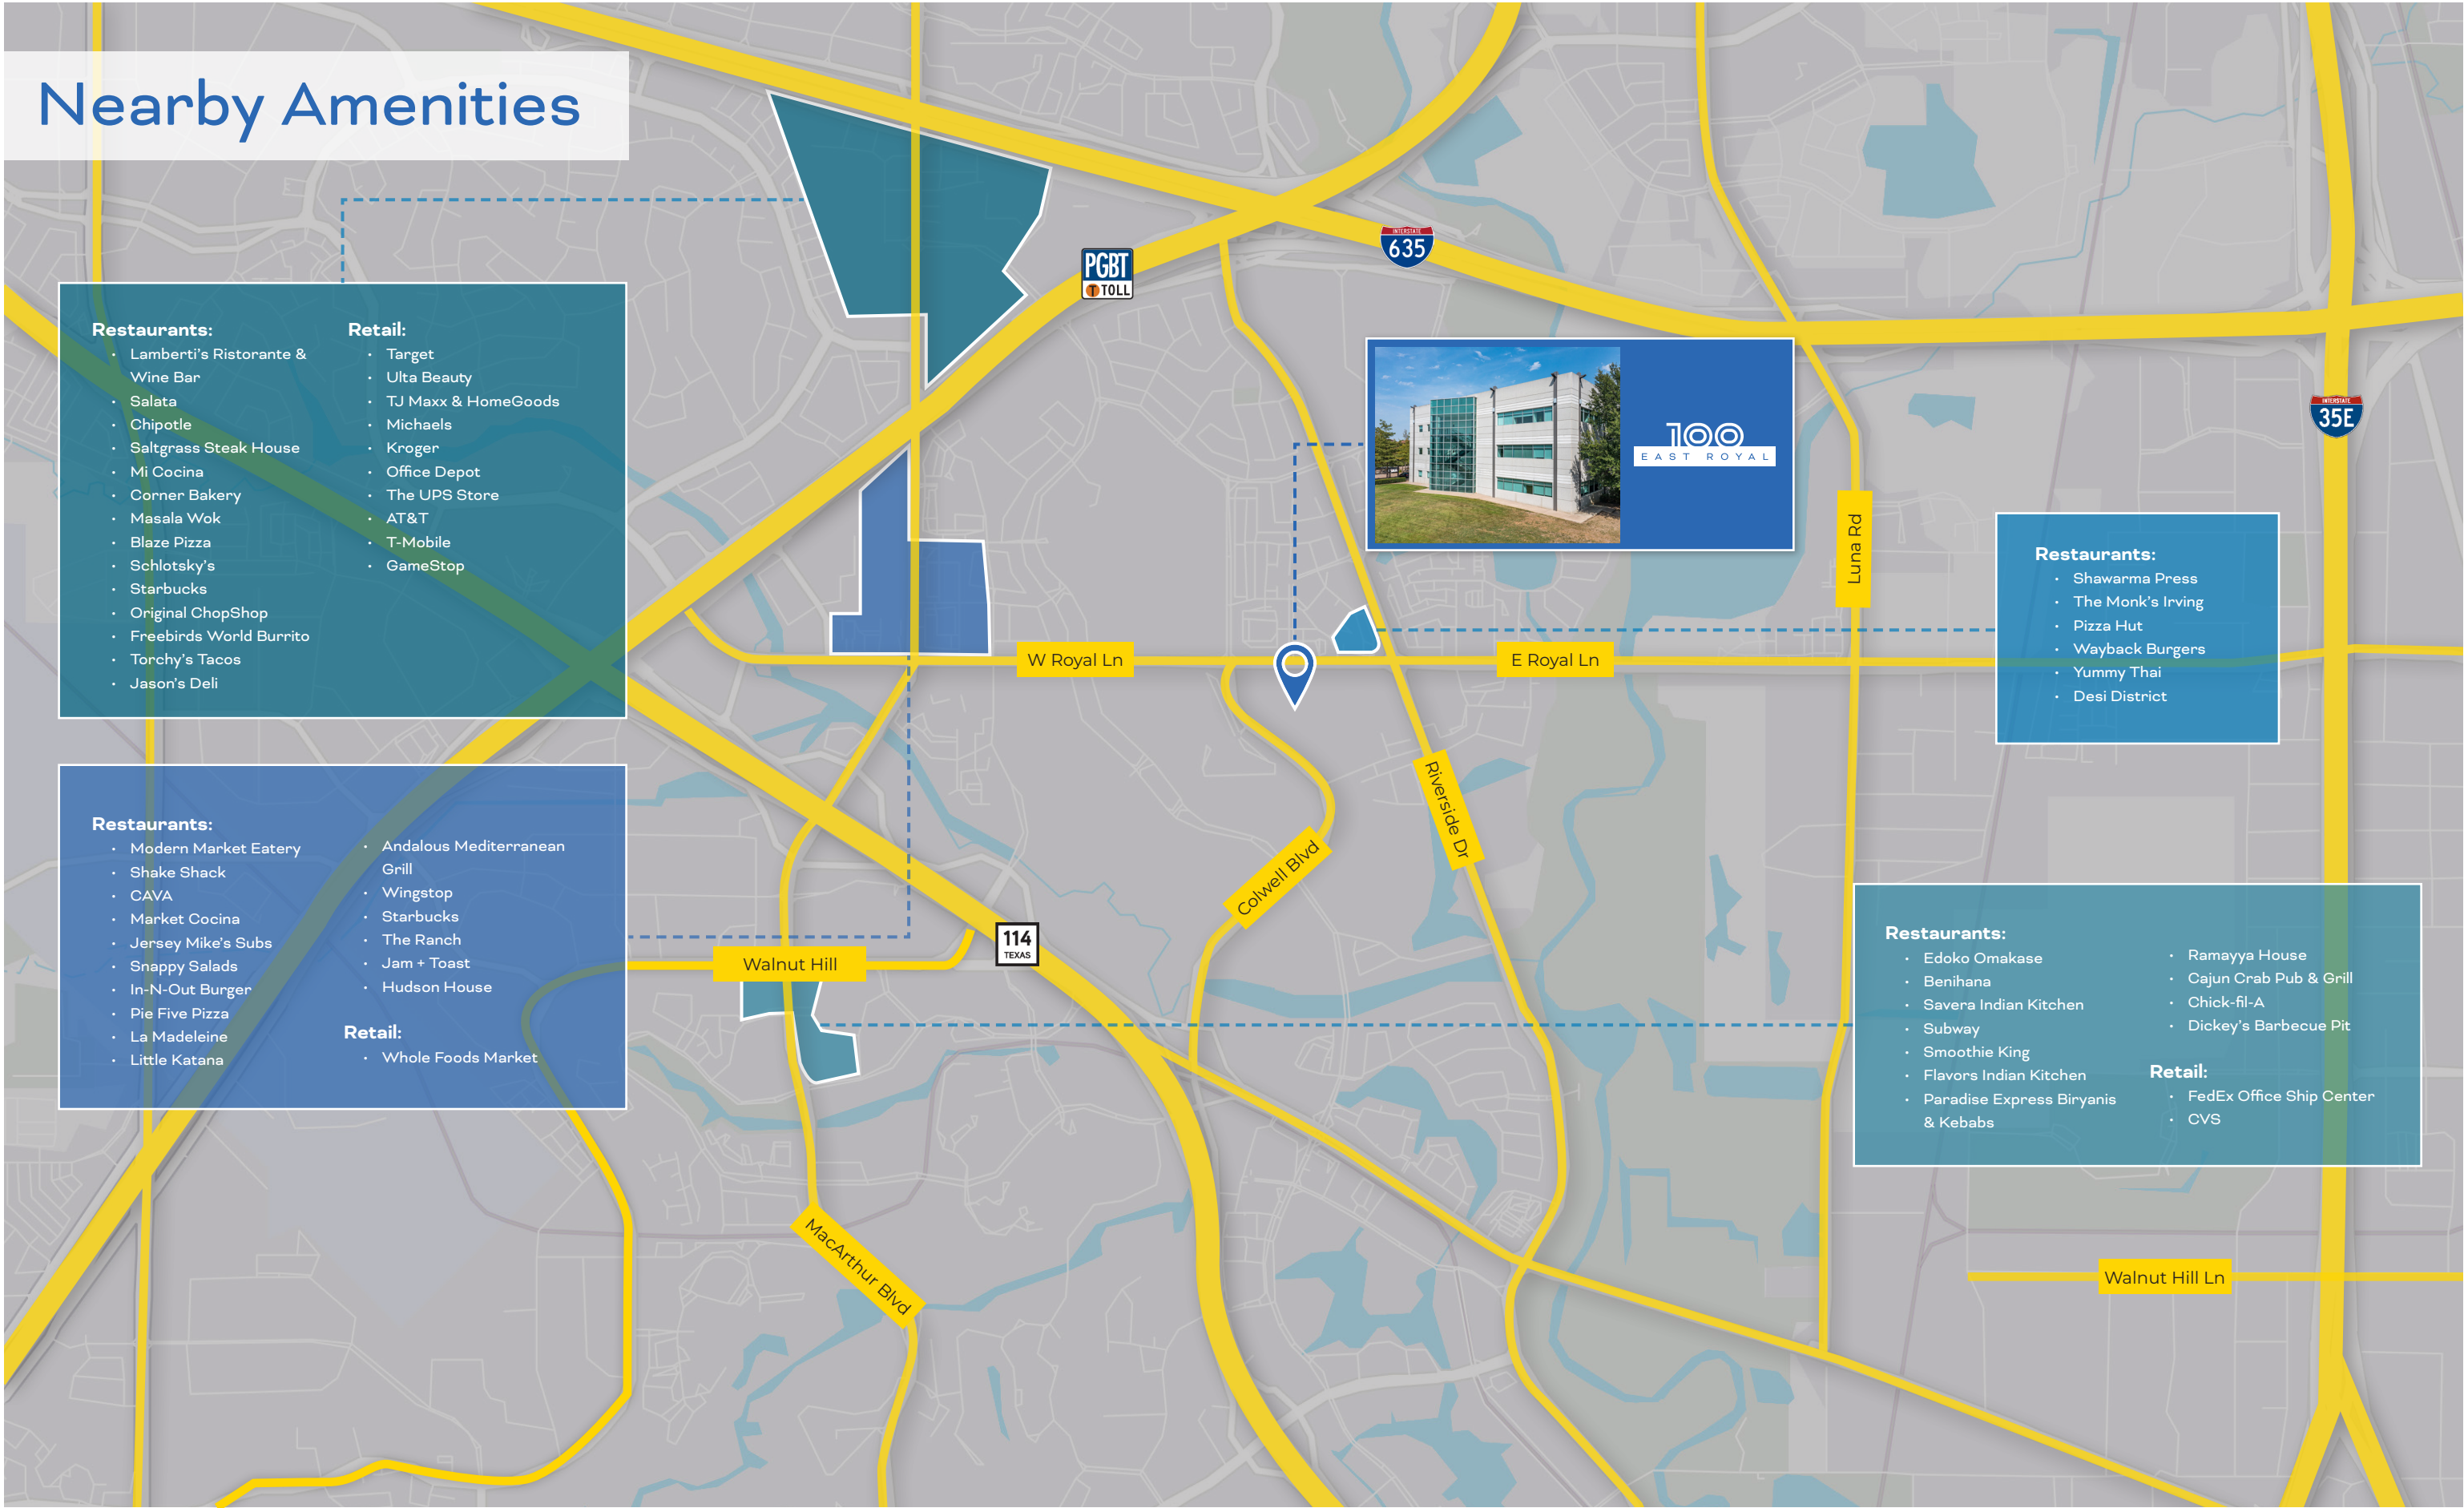 Nearby Amenities
PGBT
T TOLL
INTERSTATE
635
INTERSTATE
35E
100
EAST ROYAL
Restaurants:
• Lamberti's Ristorante &
Wine Bar
• Salata
• Chipotle
• Saltgrass Steak House
• Mi Cocina
• Corner Bakery
• Masala Wok
• Blaze Pizza
• Schlotsky's
• Starbucks
• Original ChopShop
• Freebirds World Burrito
• Torchy's Tacos
• Jason's Deli
Retail:
• Target
• Ulta Beauty
• TJ Maxx & HomeGoods
• Michaels
• Kroger
• Office Depot
• The UPS Store
• AT&T
• T-Mobile
• GameStop
Luna Rd
Restaurants:
• Shawarma Press
• The Monk's Irving
• Pizza Hut
• Wayback Burgers
• Yummy Thai
• Desi District
W Royal Ln
E Royal Ln
Riverside Dr
Colwell Blvd
Restaurants:
• Modern Market Eatery
• Shake Shack
• CAVA
• Market Cocina
• Jersey Mike's Subs
• Snappy Salads
• In-N-Out Burger
• Pie Five Pizza
• La Madeleine
• Little Katana
• Andalous Mediterranean
Grill
• Wingstop
• Starbucks
• The Ranch
• Jam + Toast
• Hudson House
Retail:
• Whole Foods Market
114
TEXAS
Walnut Hill
Restaurants:
• Edoko Omakase
• Benihana
• Savera Indian Kitchen
• Subway
• Smoothie King
• Flavors Indian Kitchen
• Paradise Express Biryanis
& Kebabs
• Ramayya House
• Cajun Crab Pub & Grill
• Chick-fil-A
• Dickey's Barbecue Pit
Retail:
• FedEx Office Ship Center
• CVS
MacArthur Blvd
Walnut Hill Ln